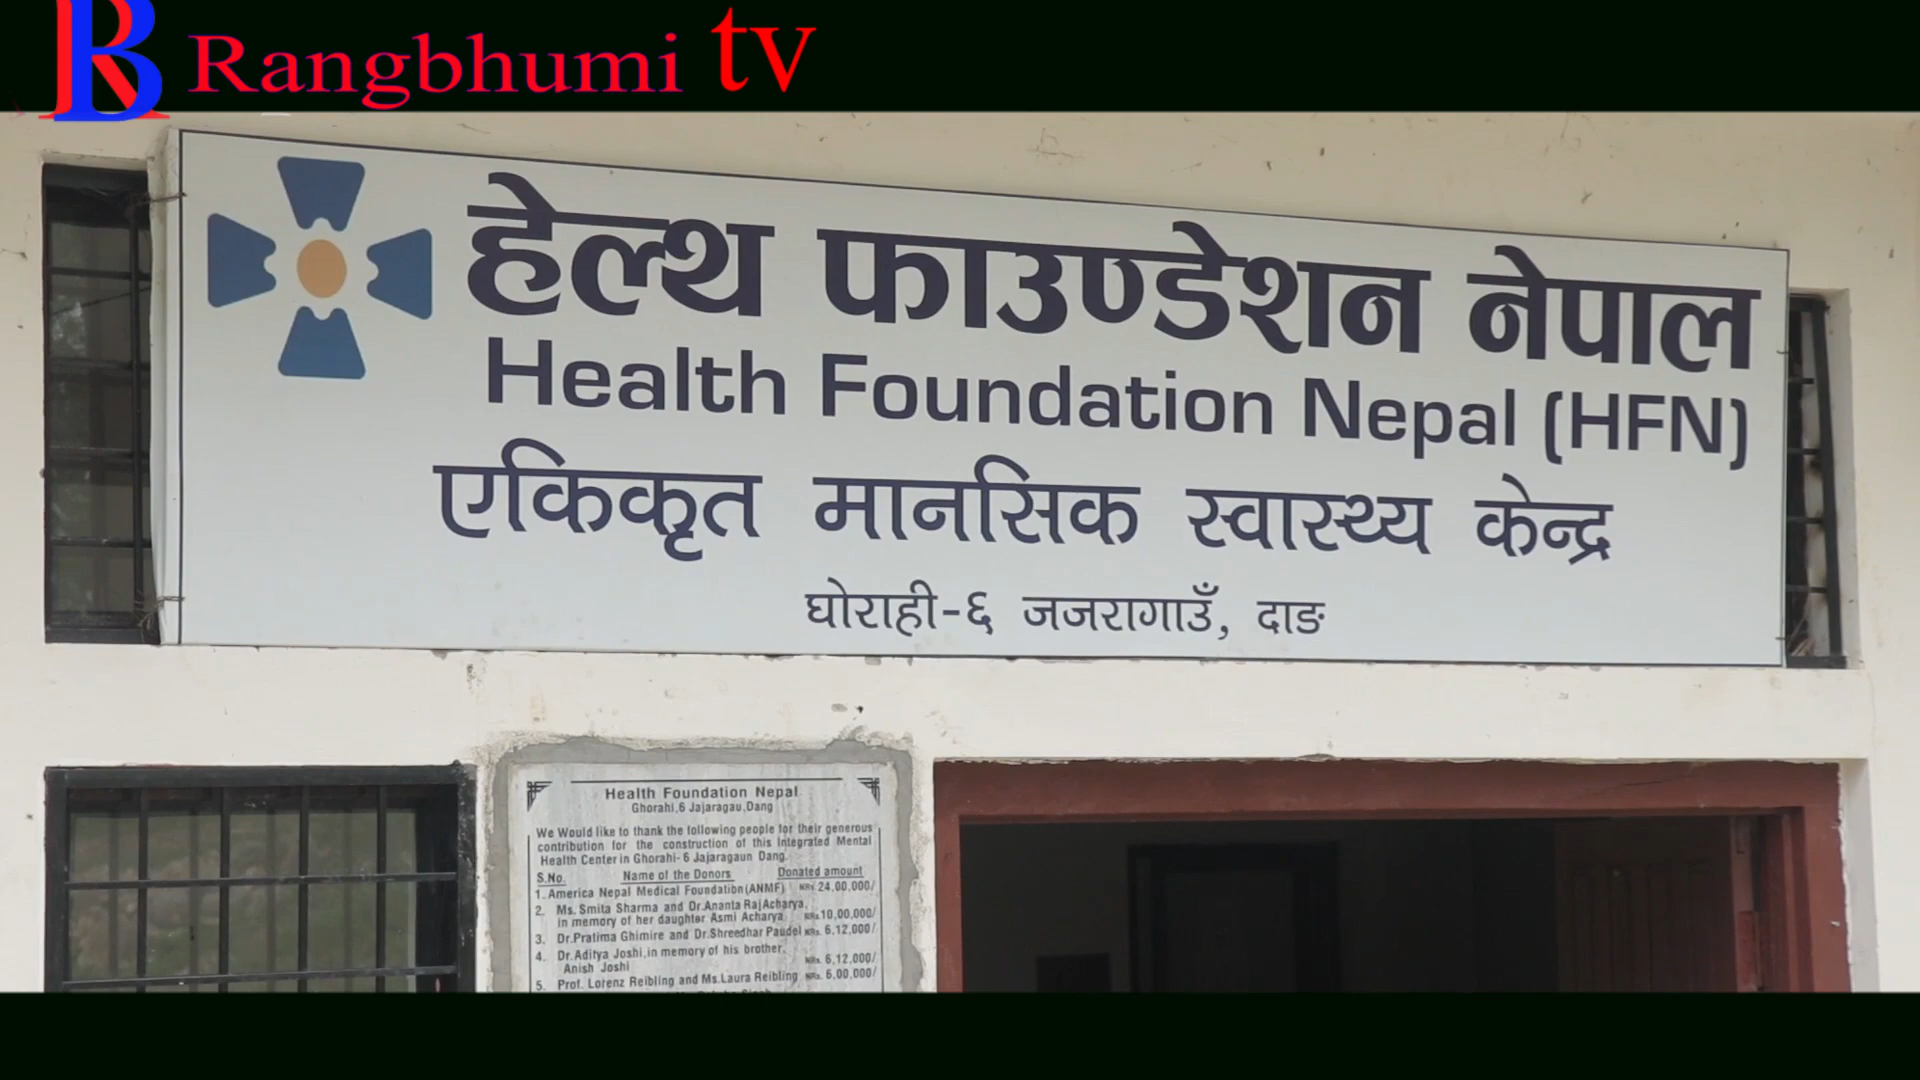 RB Rangbhumi tv
हेल्थ फाउण्डेशन नेपाल
Health Foundation Nepal (HFN)
एकिकृत मानसिक स्वास्थ्य केन्द्र
घोराही-६ जजरागाउँ, दाङ
Health Foundation Nepal
Ghorahi,6 Jajaragau,Dang
We Would like to thank the following people for their generous
contribution for the construction of this Integrated Mental
Health Center in Ghorahi-6 Jajaragaun Dang.
S.No. Name of the Donors Donated amount
1. America Nepal Medical Foundation(ANMF) NRs 24,00,000/
2. Ms. Smita Sharma and Dr.Ananta Raj Acharya,
in memory of her daughter Asmi Acharya NRs.10,00,000/
3. Dr.Pratima Ghimire and Dr.Shreedhar Paudel NRs. 6,12,000/
4. Dr.Aditya Joshi,in memory of his brother,
Anish Joshi NRs. 6,12,000/
5. Prof. Lorenz Reibling and Ms.Laura Reibling NRs. 6,00,000/